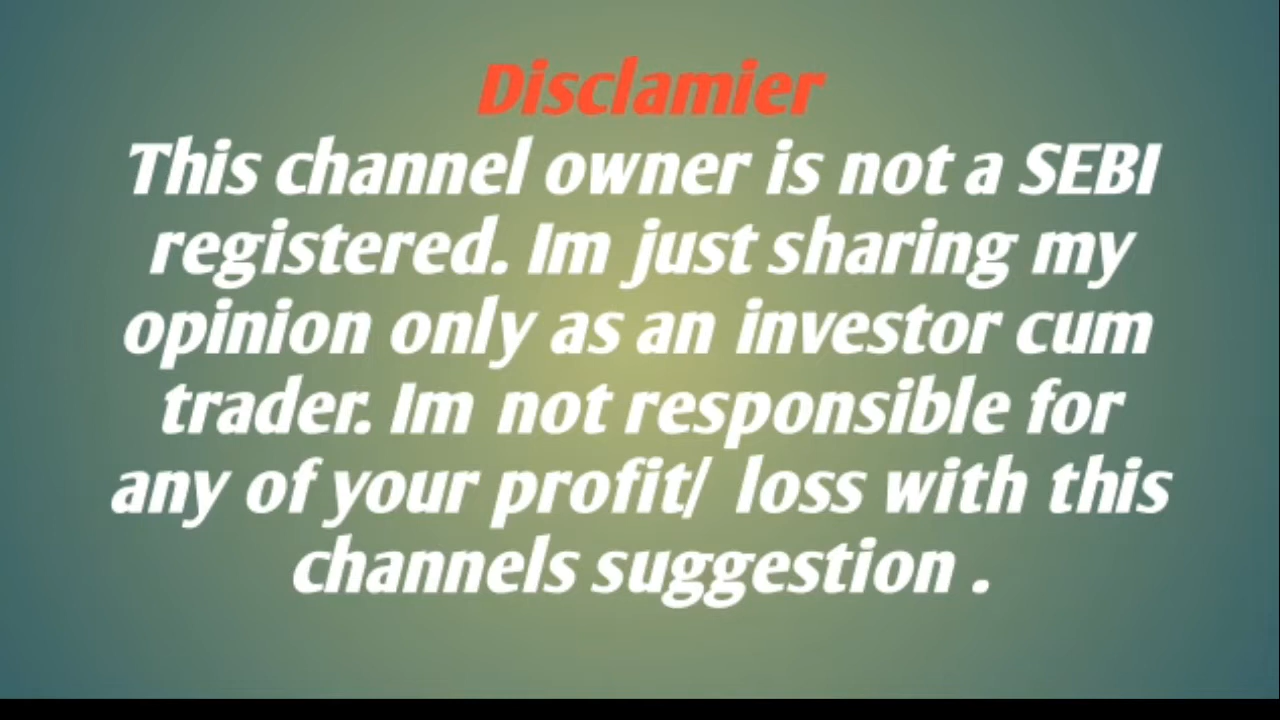 Disclamier
This channel owner is not a SEBI
registered. Im just sharing my
opinion only as an investor cum
trader. Im not responsible for
any of your profit/ loss with this
channels suggestion .